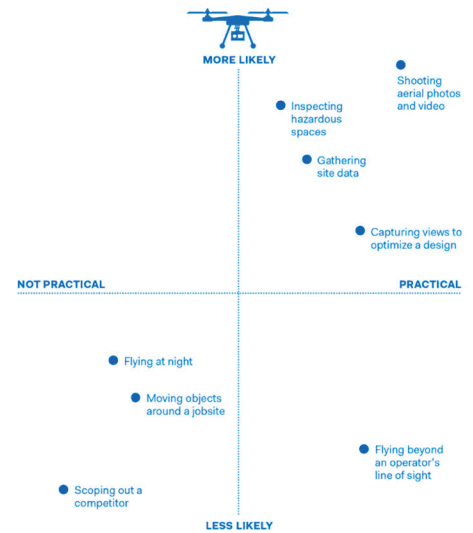 MORE LIKELY
Shooting
aerial photos
and video
Inspecting
hazardous
spaces
Gathering
site data
Capturing views to
optimize a design
NOT PRACTICAL
PRACTICAL
Flying at night
Moving objects
around a jobsite
Flying beyond
an operator's
line of sight
Scoping out a
competitor
LESS LIKELY